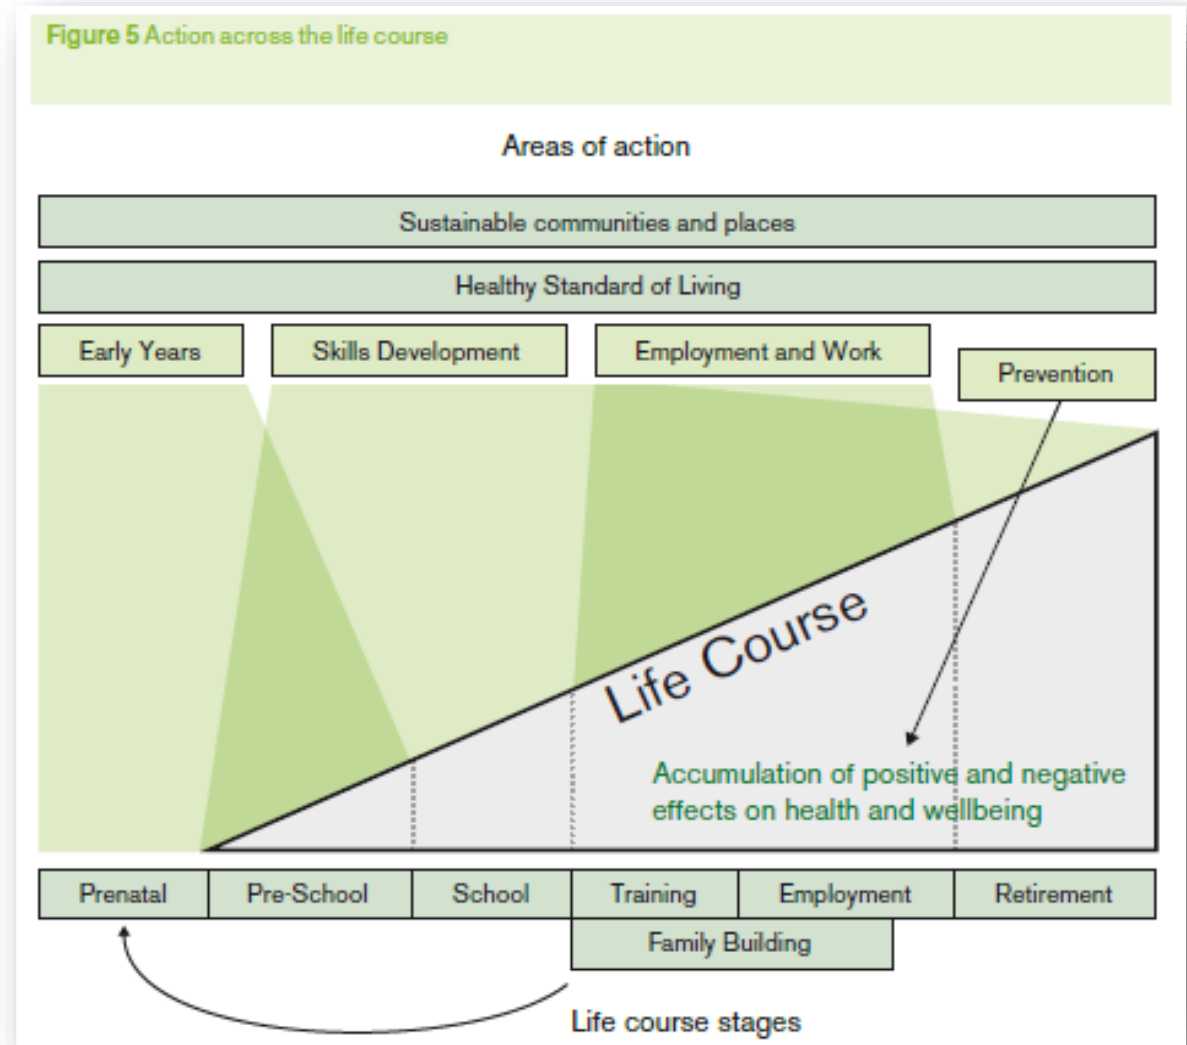 Figure 5 Action across the life course
Areas of action
Sustainable communities and places
Healthy Standard of Living
Early Years
Skills Development
Employment and Work
Prevention
Life Course
Accumulation of positive and negative
effects on health and wellbeing
Prenatal
Pre-School
School
Training
Employment
Retirement
Family Building
Life course stages